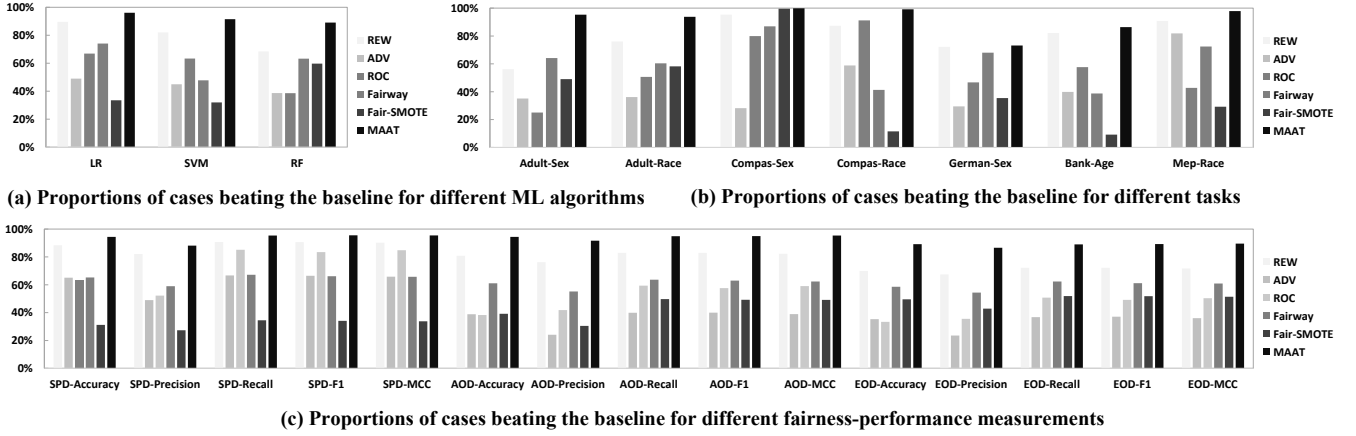 100%
80%
60%
40%
20%
0%
LR
SVM
RF
REW
ADV
ROC
Fairway
Fair-SMOTE
MAAT
(a) Proportions of cases beating the baseline for different ML algorithms
100%
80%
60%
40%
20%
0%
Adult-Sex
Adult-Race
Compas-Sex
Compas-Race
German-Sex
Bank-Age
Mep-Race
REW
ADV
ROC
Fairway
Fair-SMOTE
MAAT
(b) Proportions of cases beating the baseline for different tasks
100%
80%
60%
40%
20%
0%
SPD-Accuracy
SPD-Precision
SPD-Recall
SPD-F1
SPD-MCC
AOD-Accuracy
AOD-Precision
AOD-Recall
AOD-F1
AOD-MCC
EOD-Accuracy
EOD-Precision
EOD-Recall
EOD-F1
EOD-MCC
REW
ADV
ROC
Fairway
Fair-SMOTE
MAAT
(c) Proportions of cases beating the baseline for different fairness-performance measurements